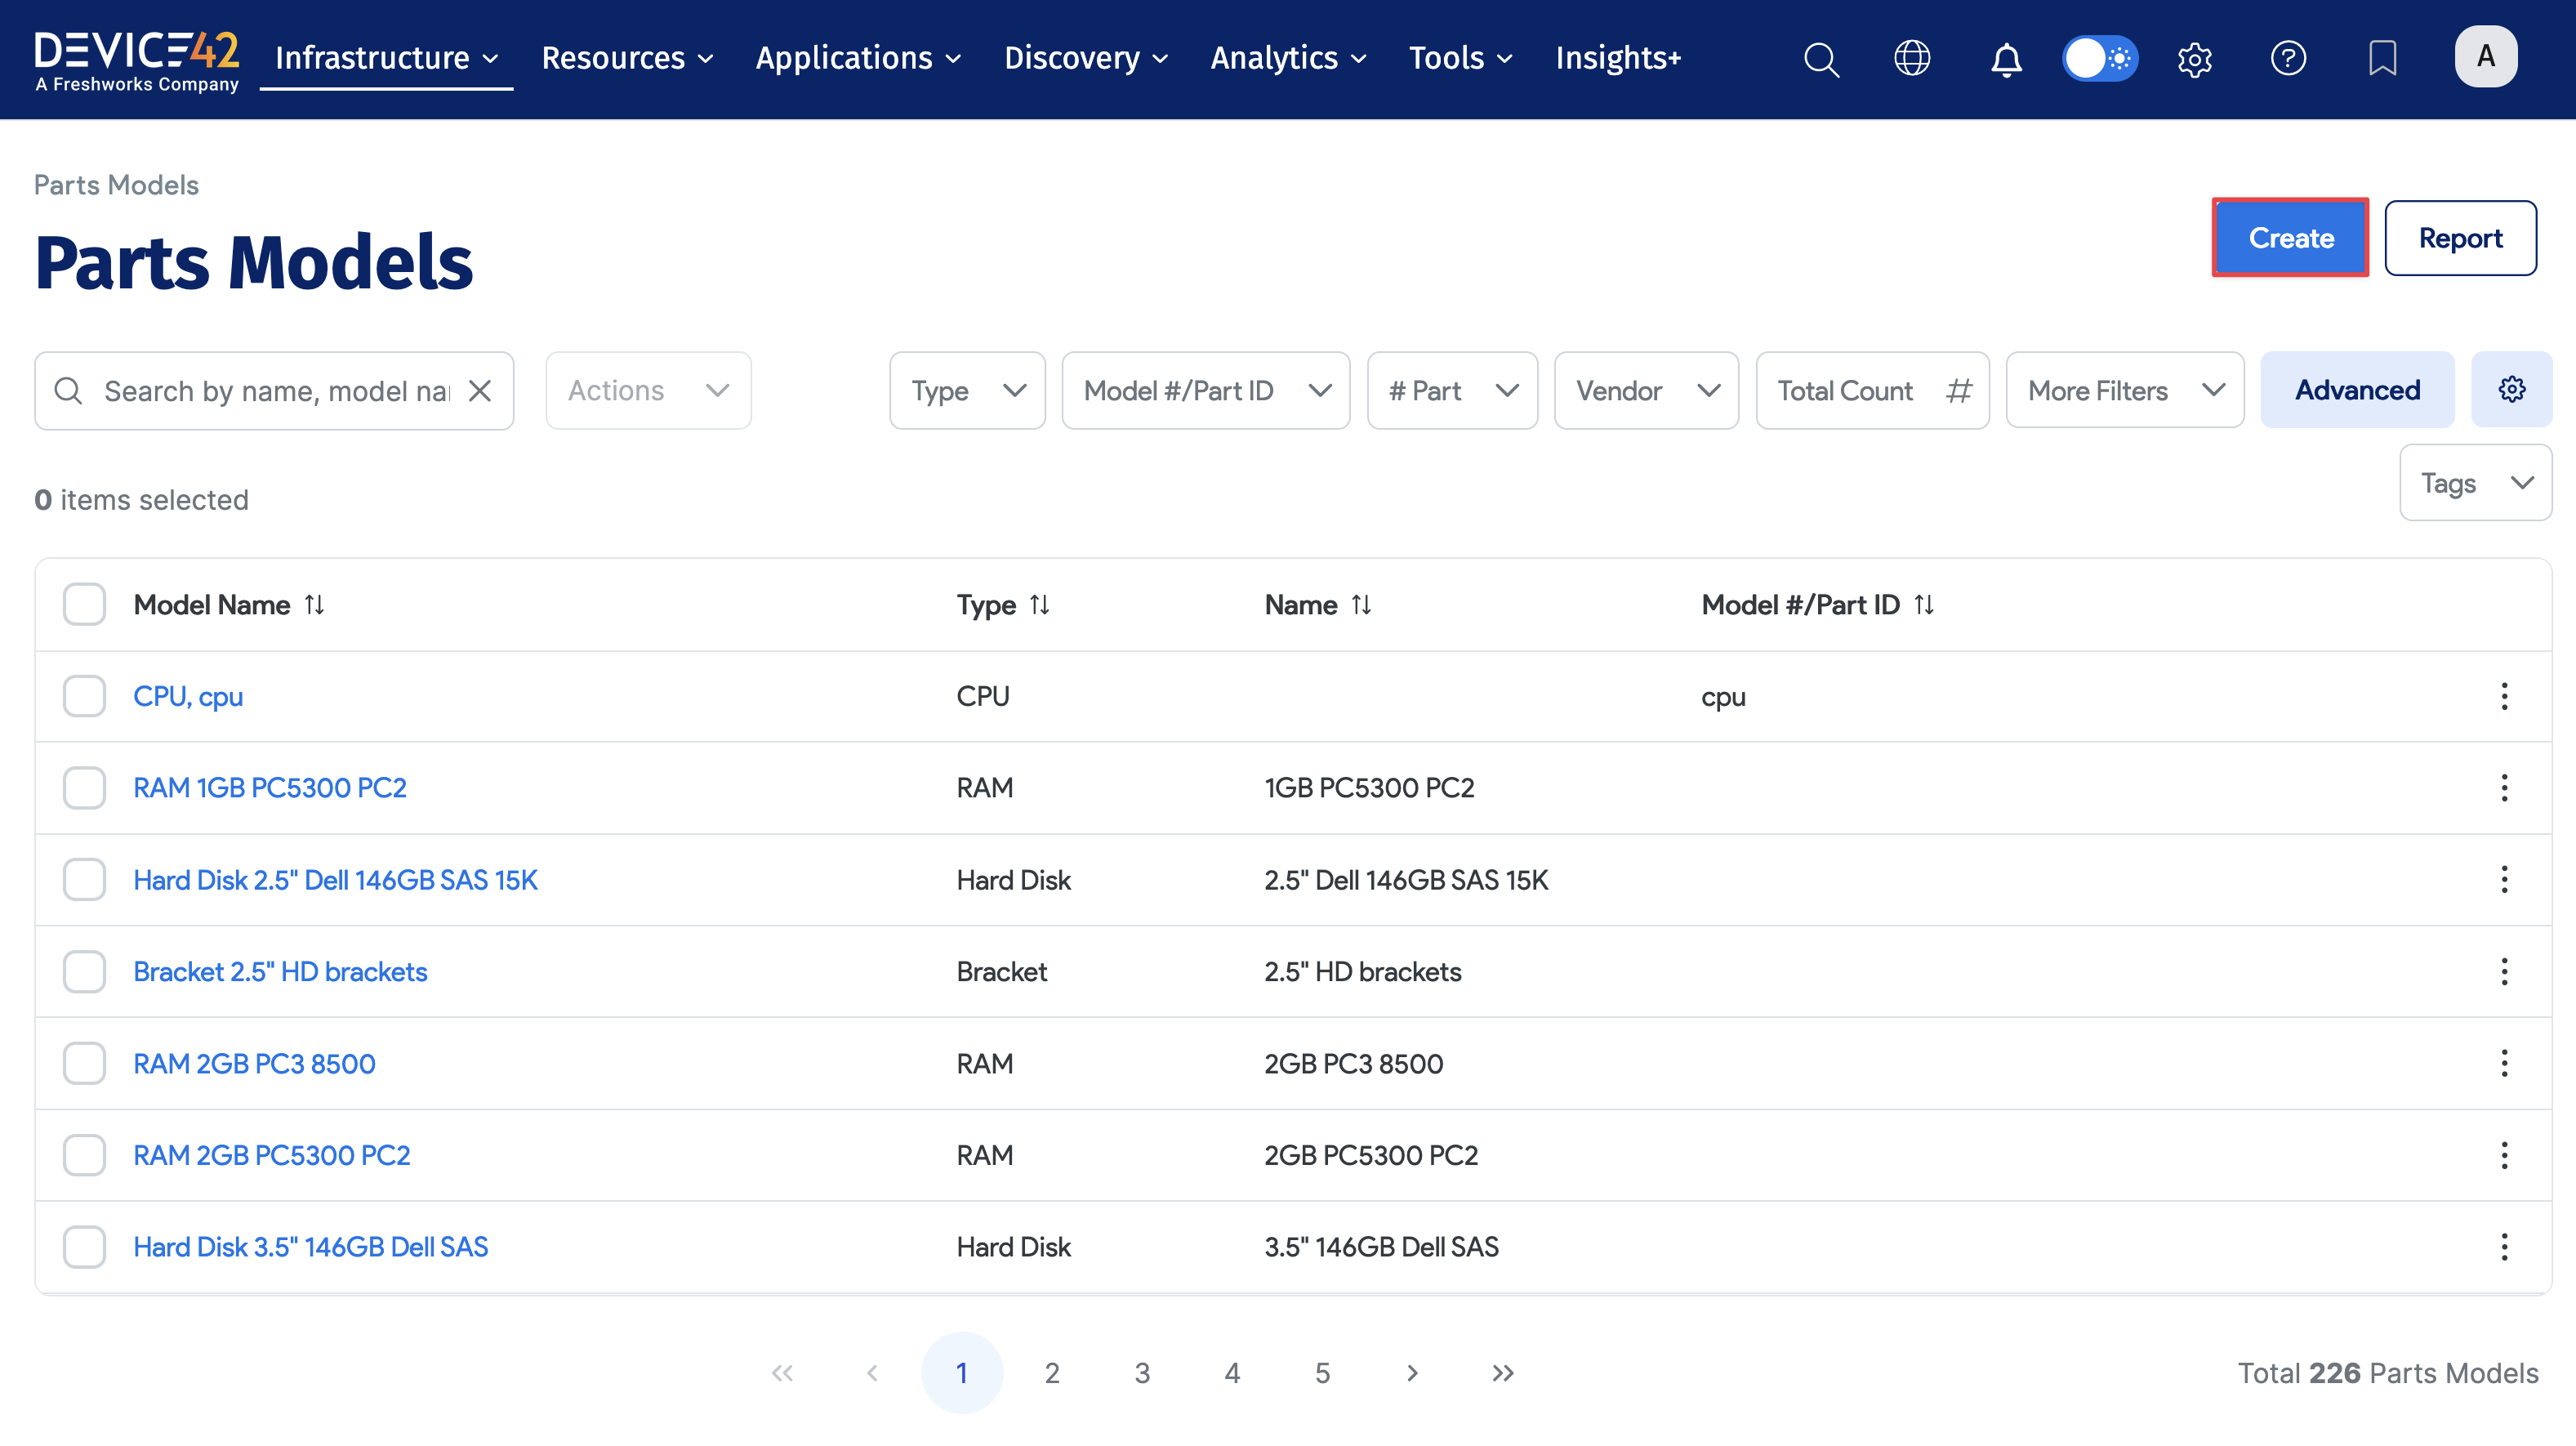 DEVICE42
A Freshworks Company
Infrastructure Resources Applications Discovery Analytics Tools Insights+
A
Parts Models
Parts Models
Create Report
Search by name, model na
Actions
Type Model #/Part ID # Part Vendor Total Count # More Filters Advanced
Tags
0 items selected
Model Name Type Name Model #/Part ID
CPU, cpu CPU cpu
RAM 1GB PC5300 PC2 RAM 1GB PC5300 PC2
Hard Disk 2.5" Dell 146GB SAS 15K Hard Disk 2.5" Dell 146GB SAS 15K
Bracket 2.5" HD brackets Bracket 2.5" HD brackets
RAM 2GB PC3 8500 RAM 2GB PC3 8500
RAM 2GB PC5300 PC2 RAM 2GB PC5300 PC2
Hard Disk 3.5" 146GB Dell SAS Hard Disk 3.5" 146GB Dell SAS
« ‹ 1 2 3 4 5 › » Total 226 Parts Models